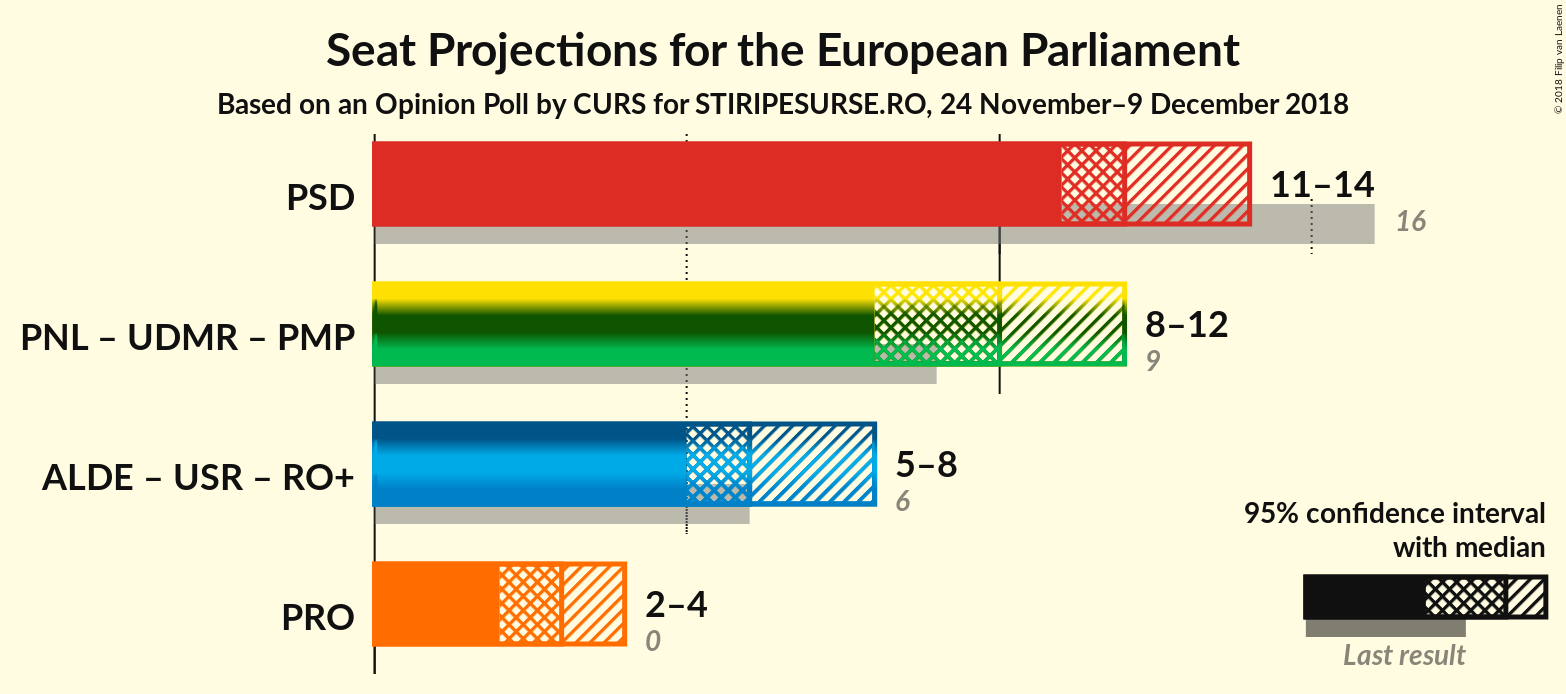 Seat Projections for the European Parliament
Based on an Opinion Poll by CURS for STIRIPESURSE.RO, 24 November–9 December 2018
© 2018 Filip van Laenen
PSD
11–14
16
PNL – UDMR – PMP
8–12
9
ALDE – USR – RO+
5–8
6
PRO
2–4
0
95% confidence interval
with median
Last result